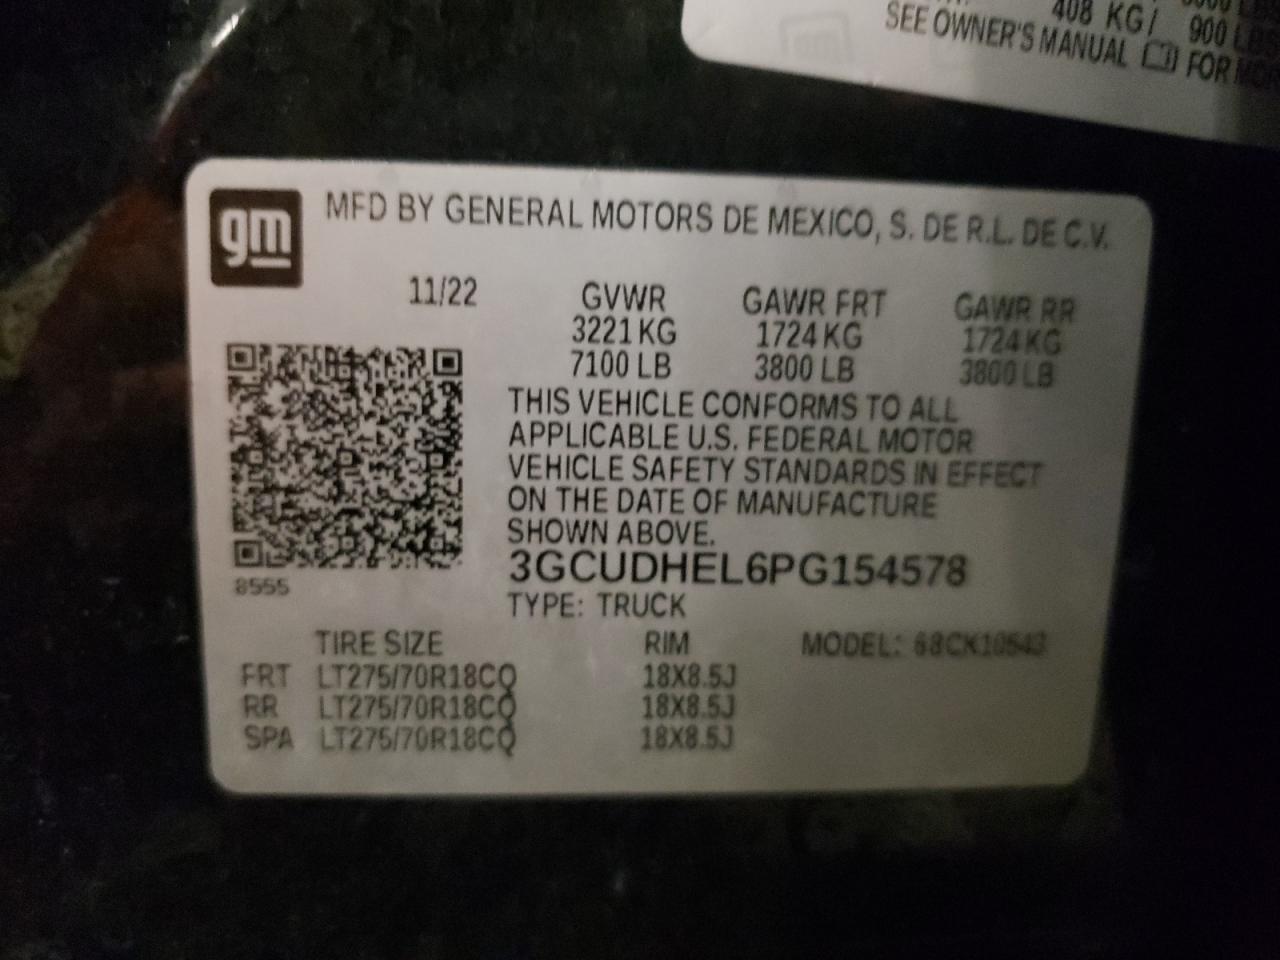 408 KG / 900 LBS
SEE OWNER'S MANUAL FOR
gm
MFD BY GENERAL MOTORS DE MEXICO, S. DE R.L. DE C.V.
11/22 GVWR GAWR FRT GAWR RR
3221 KG 1724 KG 1724 KG
7100 LB 3800 LB 3800 LB
THIS VEHICLE CONFORMS TO ALL
APPLICABLE U.S. FEDERAL MOTOR
VEHICLE SAFETY STANDARDS IN EFFECT
ON THE DATE OF MANUFACTURE
SHOWN ABOVE.
3GCUDHEL6PG154578
8555
TYPE: TRUCK
TIRE SIZE RIM MODEL:
FRT LT275/70R18CQ 18X8.5J
RR LT275/70R18CQ 18X8.5J
SPA LT275/70R18CQ 18X8.5J